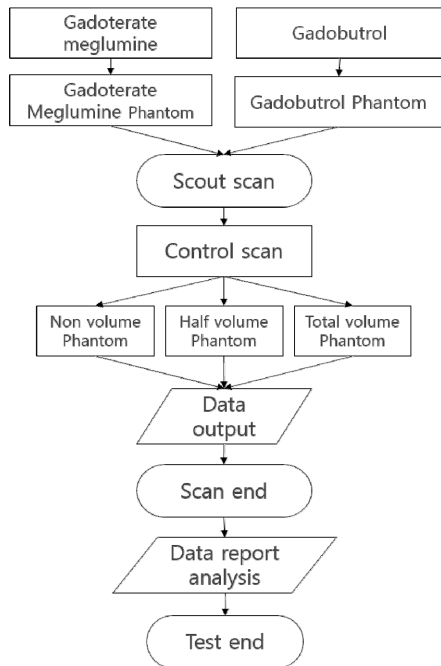 Gadoterate
meglumine
Gadobutrol
Gadoterate
Meglumine Phantom
Gadobutrol Phantom
Scout scan
Control scan
Non volume
Phantom
Half volume
Phantom
Total volume
Phantom
Data
output
Scan end
Data report
analysis
Test end